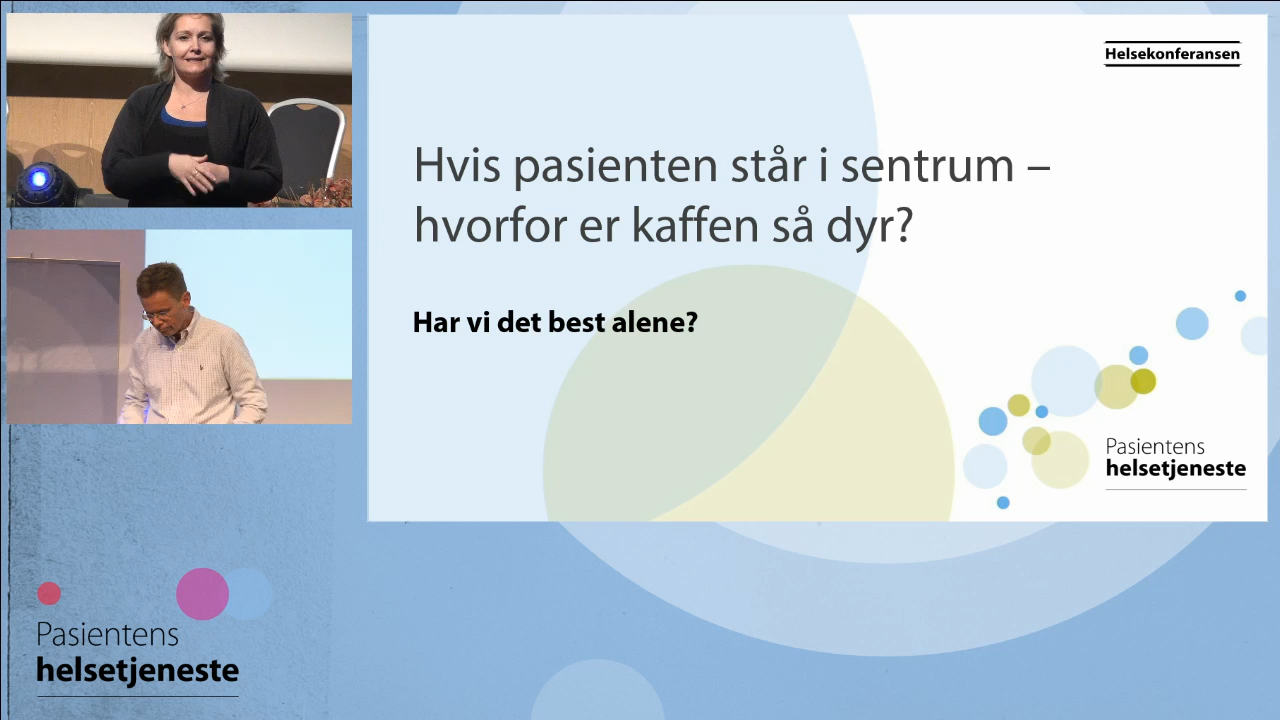 Helsekonferansen
Hvis pasienten står i sentrum –
hvorfor er kaffen så dyr?
Har vi det best alene?
Pasientens
helsetjeneste
Pasientens
helsetjeneste